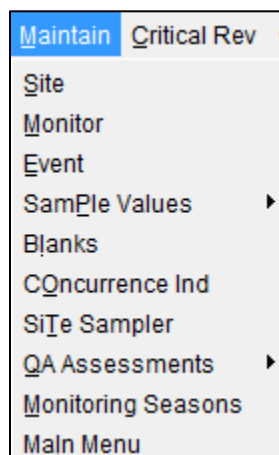 Maintain Critical Rev
Site
Monitor
Event
SamPle Values
Blanks
COncurrence Ind
SiTe Sampler
QA Assessments
Monitoring Seasons
MaIn Menu